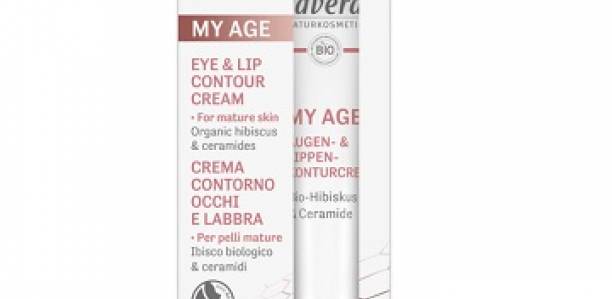 MY AGE
EYE & LIP
CONTOUR
CREAM
• For mature skin
Organic hibiscus
& ceramides
CREMA
CONTORNO
OCCHI
E LABBRA
• Per pelli mature
Ibisco biologico
& ceramidi
avera
NATURKOSMETI
BIO
MY AGE
AUGEN- &
IPPEN-
ONTURCRE
io-Hibiskus
& Ceramide